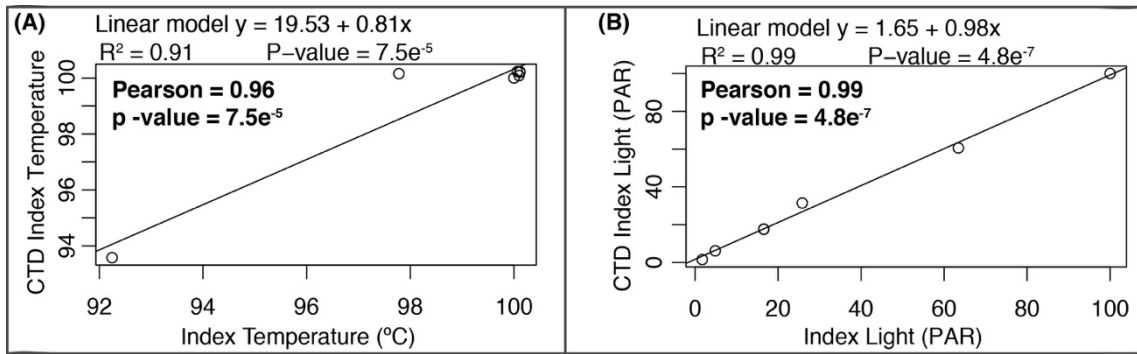 (A)
Linear model y = 19.53 + 0.81x
R² = 0.91 P−value = 7.5e⁻⁵
Pearson = 0.96
p -value = 7.5e⁻⁵
CTD Index Temperature
100
98
96
94
92 94 96 98 100
Index Temperature (ºC)
(B)
Linear model y = 1.65 + 0.98x
R² = 0.99 P−value = 4.8e⁻⁷
Pearson = 0.99
p -value = 4.8e⁻⁷
CTD Index Light (PAR)
80
40
0
0 20 40 60 80 100
Index Light (PAR)